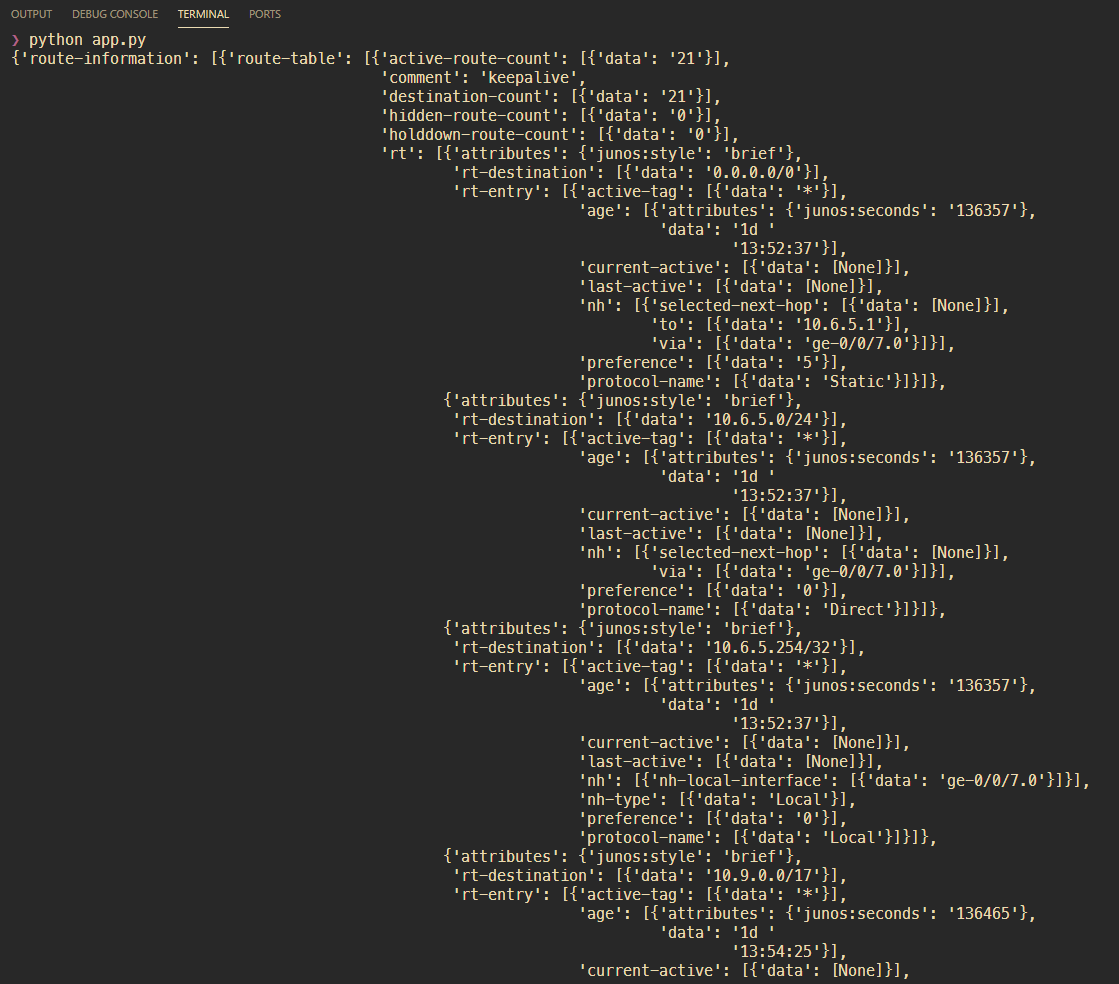 OUTPUT DEBUG CONSOLE TERMINAL PORTS
❯ python app.py
{'route-information': [{'route-table': [{'active-route-count': [{'data': '21'}],
'comment': 'keepalive',
'destination-count': [{'data': '21'}],
'hidden-route-count': [{'data': '0'}],
'holddown-route-count': [{'data': '0'}],
'rt': [{'attributes': {'junos:style': 'brief'},
'rt-destination': [{'data': '0.0.0.0/0'}],
'rt-entry': [{'active-tag': [{'data': '*'}],
'age': [{'attributes': {'junos:seconds': '136357'},
'data': '1d '
'13:52:37'}],
'current-active': [{'data': [None]}],
'last-active': [{'data': [None]}],
'nh': [{'selected-next-hop': [{'data': [None]}],
'to': [{'data': '10.6.5.1'}],
'via': [{'data': 'ge-0/0/7.0'}]}],
'preference': [{'data': '5'}],
'protocol-name': [{'data': 'Static'}]}]},
{'attributes': {'junos:style': 'brief'},
'rt-destination': [{'data': '10.6.5.0/24'}],
'rt-entry': [{'active-tag': [{'data': '*'}],
'age': [{'attributes': {'junos:seconds': '136357'},
'data': '1d '
'13:52:37'}],
'current-active': [{'data': [None]}],
'last-active': [{'data': [None]}],
'nh': [{'selected-next-hop': [{'data': [None]}],
'via': [{'data': 'ge-0/0/7.0'}]}],
'preference': [{'data': '0'}],
'protocol-name': [{'data': 'Direct'}]}]},
{'attributes': {'junos:style': 'brief'},
'rt-destination': [{'data': '10.6.5.254/32'}],
'rt-entry': [{'active-tag': [{'data': '*'}],
'age': [{'attributes': {'junos:seconds': '136357'},
'data': '1d '
'13:52:37'}],
'current-active': [{'data': [None]}],
'last-active': [{'data': [None]}],
'nh': [{'nh-local-interface': [{'data': 'ge-0/0/7.0'}]}],
'nh-type': [{'data': 'Local'}],
'preference': [{'data': '0'}],
'protocol-name': [{'data': 'Local'}]}]},
{'attributes': {'junos:style': 'brief'},
'rt-destination': [{'data': '10.9.0.0/17'}],
'rt-entry': [{'active-tag': [{'data': '*'}],
'age': [{'attributes': {'junos:seconds': '136465'},
'data': '1d '
'13:54:25'}],
'current-active': [{'data': [None]}],